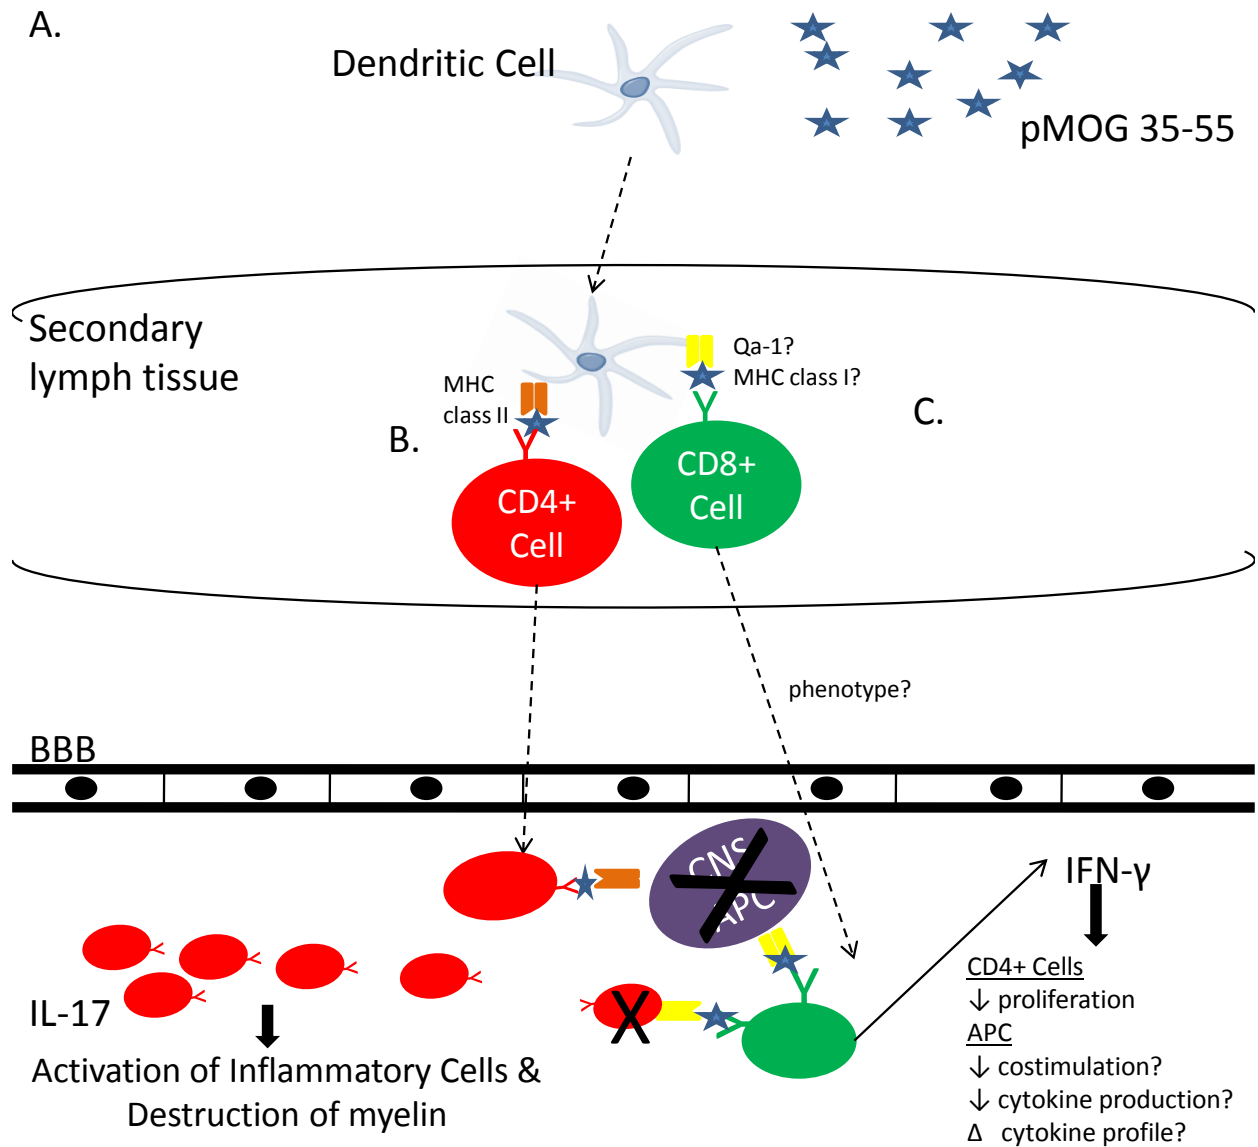 A.
Dendritic Cell
pMOG 35-55
Secondary
lymph tissue
MHC
class II
Qa-1?
MHC class I?
B.
C.
CD4+
Cell
CD8+
Cell
phenotype?
BBB
CNS
APC
IFN-γ
CD4+ Cells
↓ proliferation
APC
↓ costimulation?
↓ cytokine production?
Δ cytokine profile?
IL-17
X
Activation of Inflammatory Cells &
Destruction of myelin